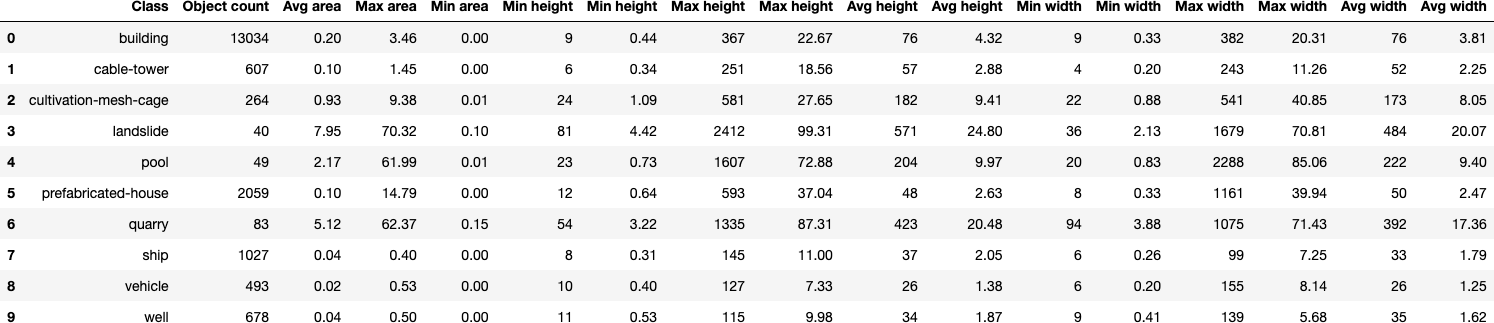 Class Object count Avg area Max area Min area Min height Min height Max height Max height Avg height Avg height Min width Min width Max width Max width Avg width Avg width
0 building 13034 0.20 3.46 0.00 9 0.44 367 22.67 76 4.32 9 0.33 382 20.31 76 3.81
1 cable-tower 607 0.10 1.45 0.00 6 0.34 251 18.56 57 2.88 4 0.20 243 11.26 52 2.25
2 cultivation-mesh-cage 264 0.93 9.38 0.01 24 1.09 581 27.65 182 9.41 22 0.88 541 40.85 173 8.05
3 landslide 40 7.95 70.32 0.10 81 4.42 2412 99.31 571 24.80 36 2.13 1679 70.81 484 20.07
4 pool 49 2.17 61.99 0.01 23 0.73 1607 72.88 204 9.97 20 0.83 2288 85.06 222 9.40
5 prefabricated-house 2059 0.10 14.79 0.00 12 0.64 593 37.04 48 2.63 8 0.33 1161 39.94 50 2.47
6 quarry 83 5.12 62.37 0.15 54 3.22 1335 87.31 423 20.48 94 3.88 1075 71.43 392 17.36
7 ship 1027 0.04 0.40 0.00 8 0.31 145 11.00 37 2.05 6 0.26 99 7.25 33 1.79
8 vehicle 493 0.02 0.53 0.00 10 0.40 127 7.33 26 1.38 6 0.20 155 8.14 26 1.25
9 well 678 0.04 0.50 0.00 11 0.53 115 9.98 34 1.87 9 0.41 139 5.68 35 1.62